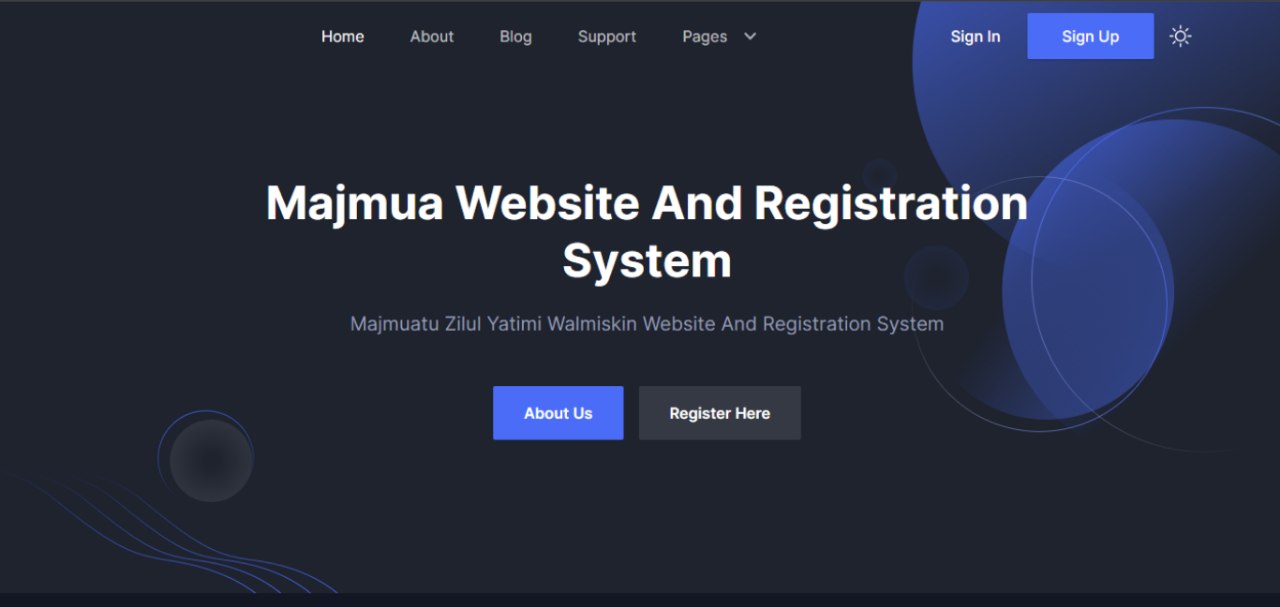 Home About Blog Support Pages Sign In Sign Up
Majmua Website And Registration
System
Majmuatu Zilul Yatimi Walmiskin Website And Registration System
About Us Register Here